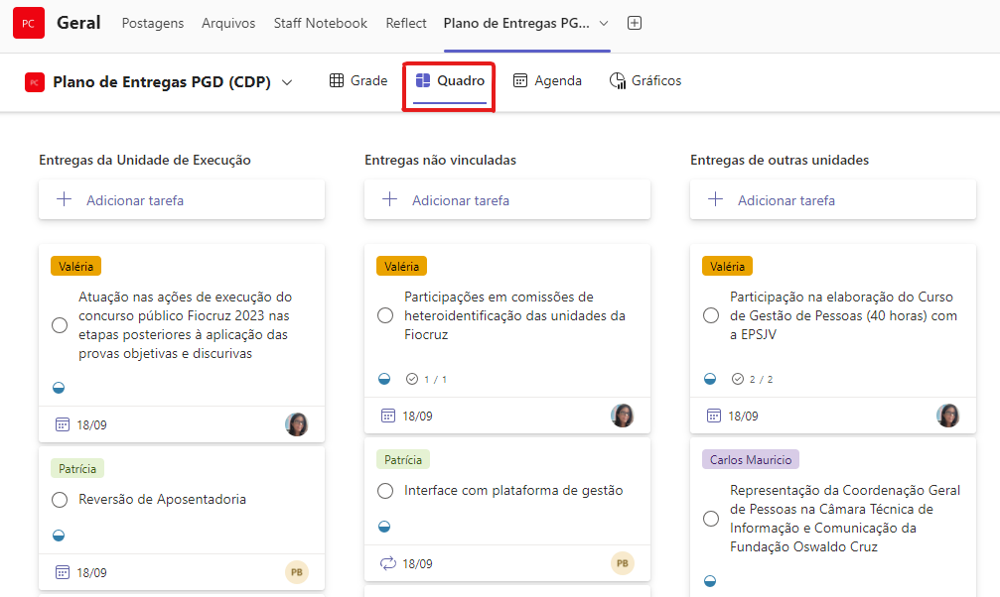 PC Geral Postagens Arquivos Staff Notebook Reflect Plano de Entregas PG...
PC Plano de Entregas PGD (CDP) Grade Quadro Agenda Gráficos
Entregas da Unidade de Execução
Adicionar tarefa
Valéria
Atuação nas ações de execução do
concurso público Fiocruz 2023 nas
etapas posteriores à aplicação das
provas objetivas e discurivas
18/09
Patrícia
Reversão de Aposentadoria
18/09 PB
Entregas não vinculadas
Adicionar tarefa
Valéria
Participações em comissões de
heteroidentificação das unidades da
Fiocruz
1 / 1
18/09
Patrícia
Interface com plataforma de gestão
18/09 PB
Entregas de outras unidades
Adicionar tarefa
Valéria
Participação na elaboração do Curso
de Gestão de Pessoas (40 horas) com
a EPSJV
2 / 2
18/09
Carlos Mauricio
Representação da Coordenação Geral
de Pessoas na Câmara Técnica de
Informação e Comunicação da
Fundação Oswaldo Cruz